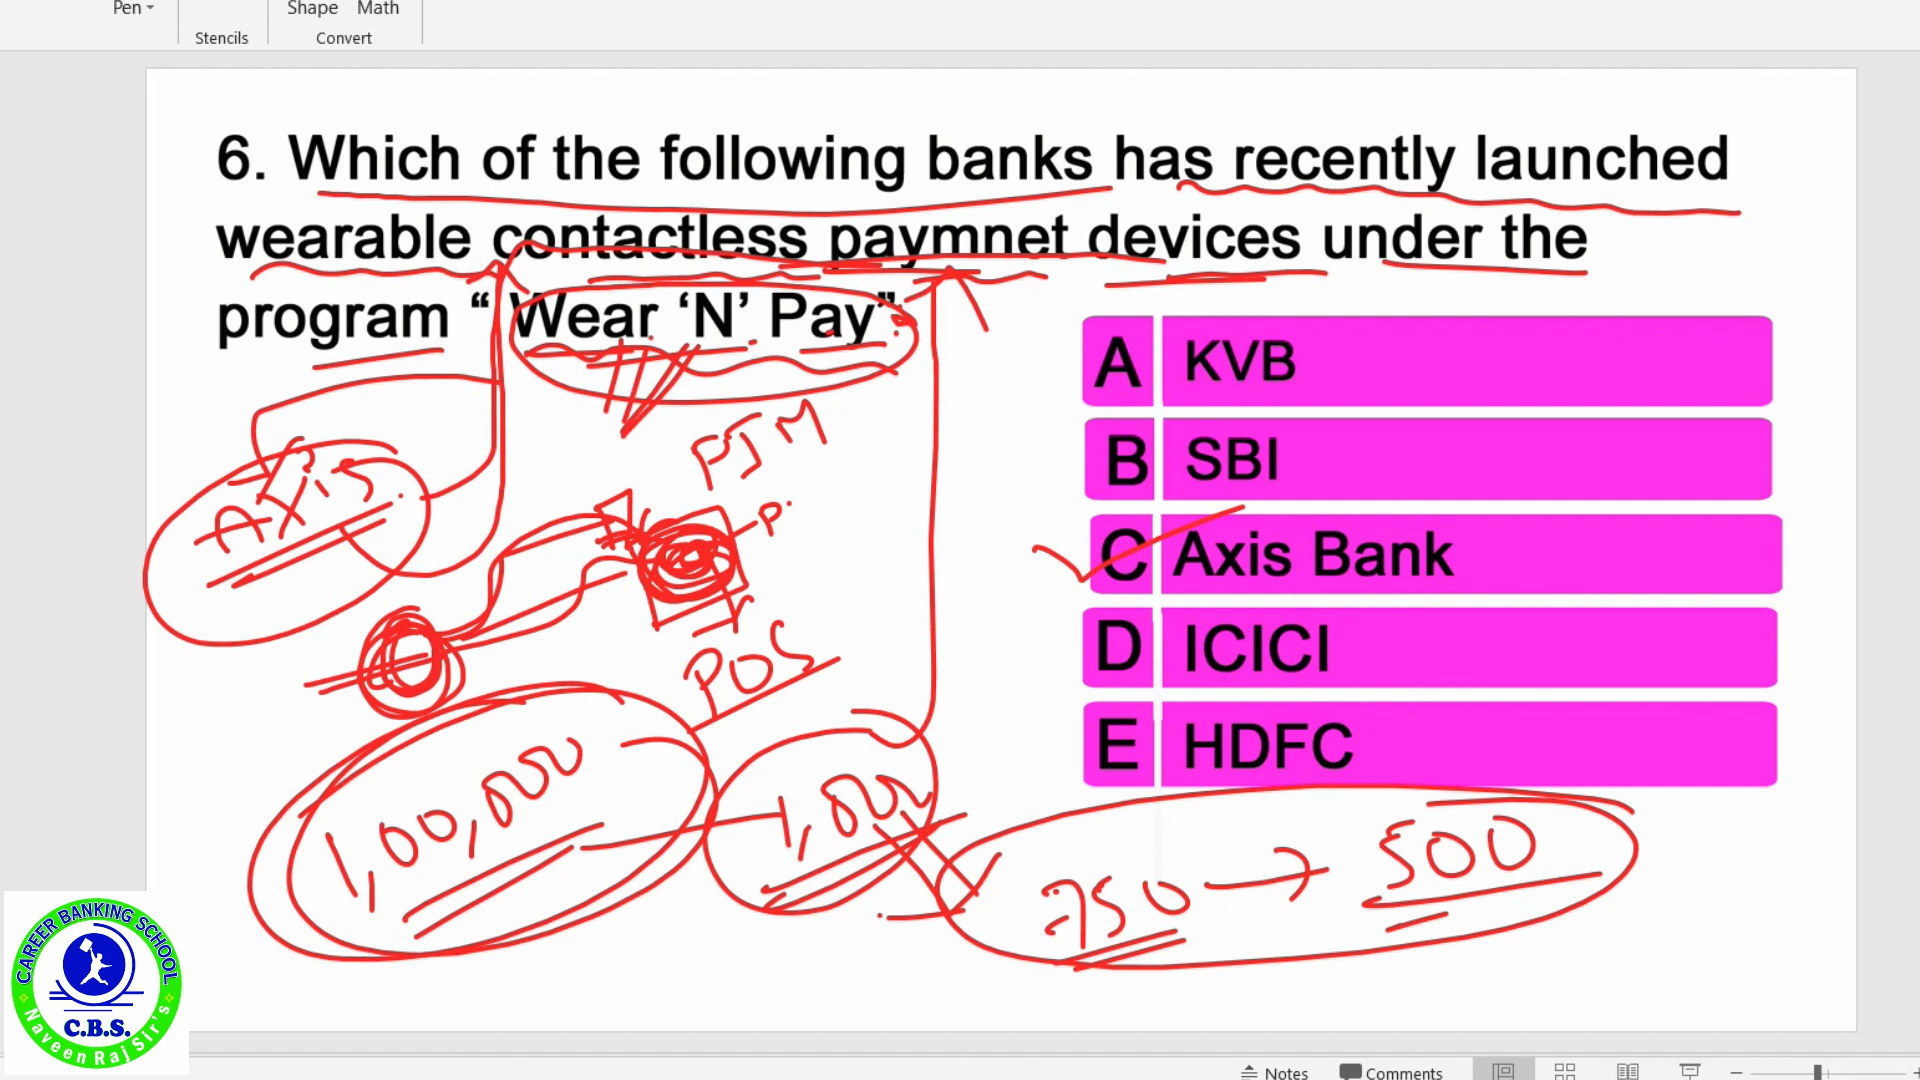 Pen
Shape Math
Stencils
Convert
6. Which of the following banks has recently launched
wearable contactless paymnet devices under the
program “ Wear ‘N’ Pay”
A KVB
B SBI
C Axis Bank
D ICICI
E HDFC
Axis
POS
1,00,000
1,000
750 → 500
CAREER BANKING SCHOOL
C.B.S.
Naveen Raj Sir's
Notes
Comments